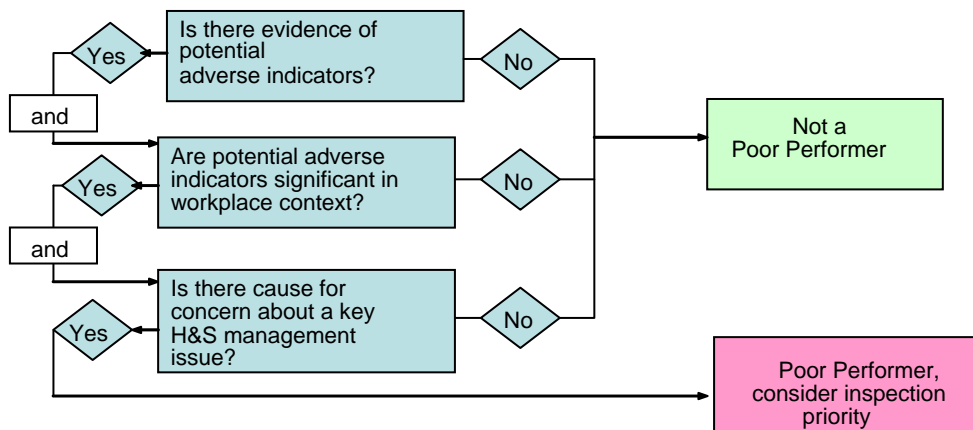 Is there evidence of
potential
adverse indicators?
Yes
No
and
Not a
Poor Performer
Are potential adverse
indicators significant in
workplace context?
Yes
No
and
Is there cause for
concern about a key
H&S management
issue?
Yes
No
Poor Performer,
consider inspection
priority